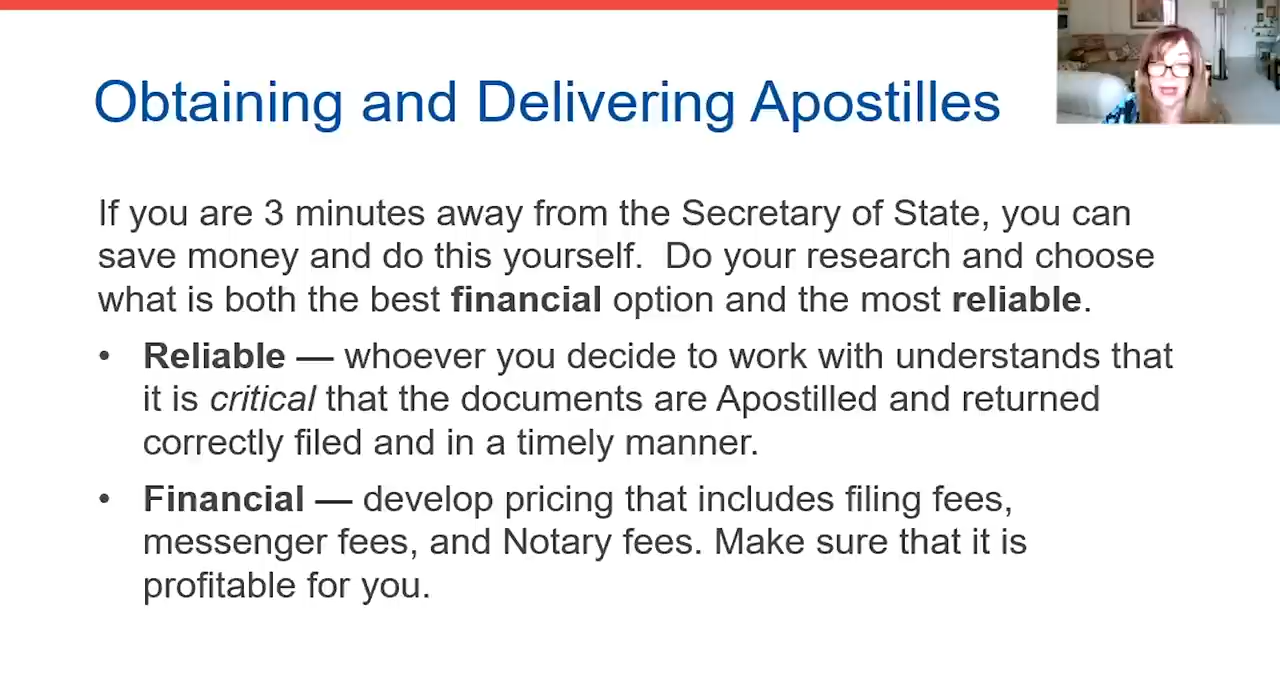 Obtaining and Delivering Apostilles
If you are 3 minutes away from the Secretary of State, you can
save money and do this yourself.  Do your research and choose
what is both the best financial option and the most reliable.
• Reliable — whoever you decide to work with understands that
it is critical that the documents are Apostilled and returned
correctly filed and in a timely manner.
• Financial — develop pricing that includes filing fees,
messenger fees, and Notary fees. Make sure that it is
profitable for you.